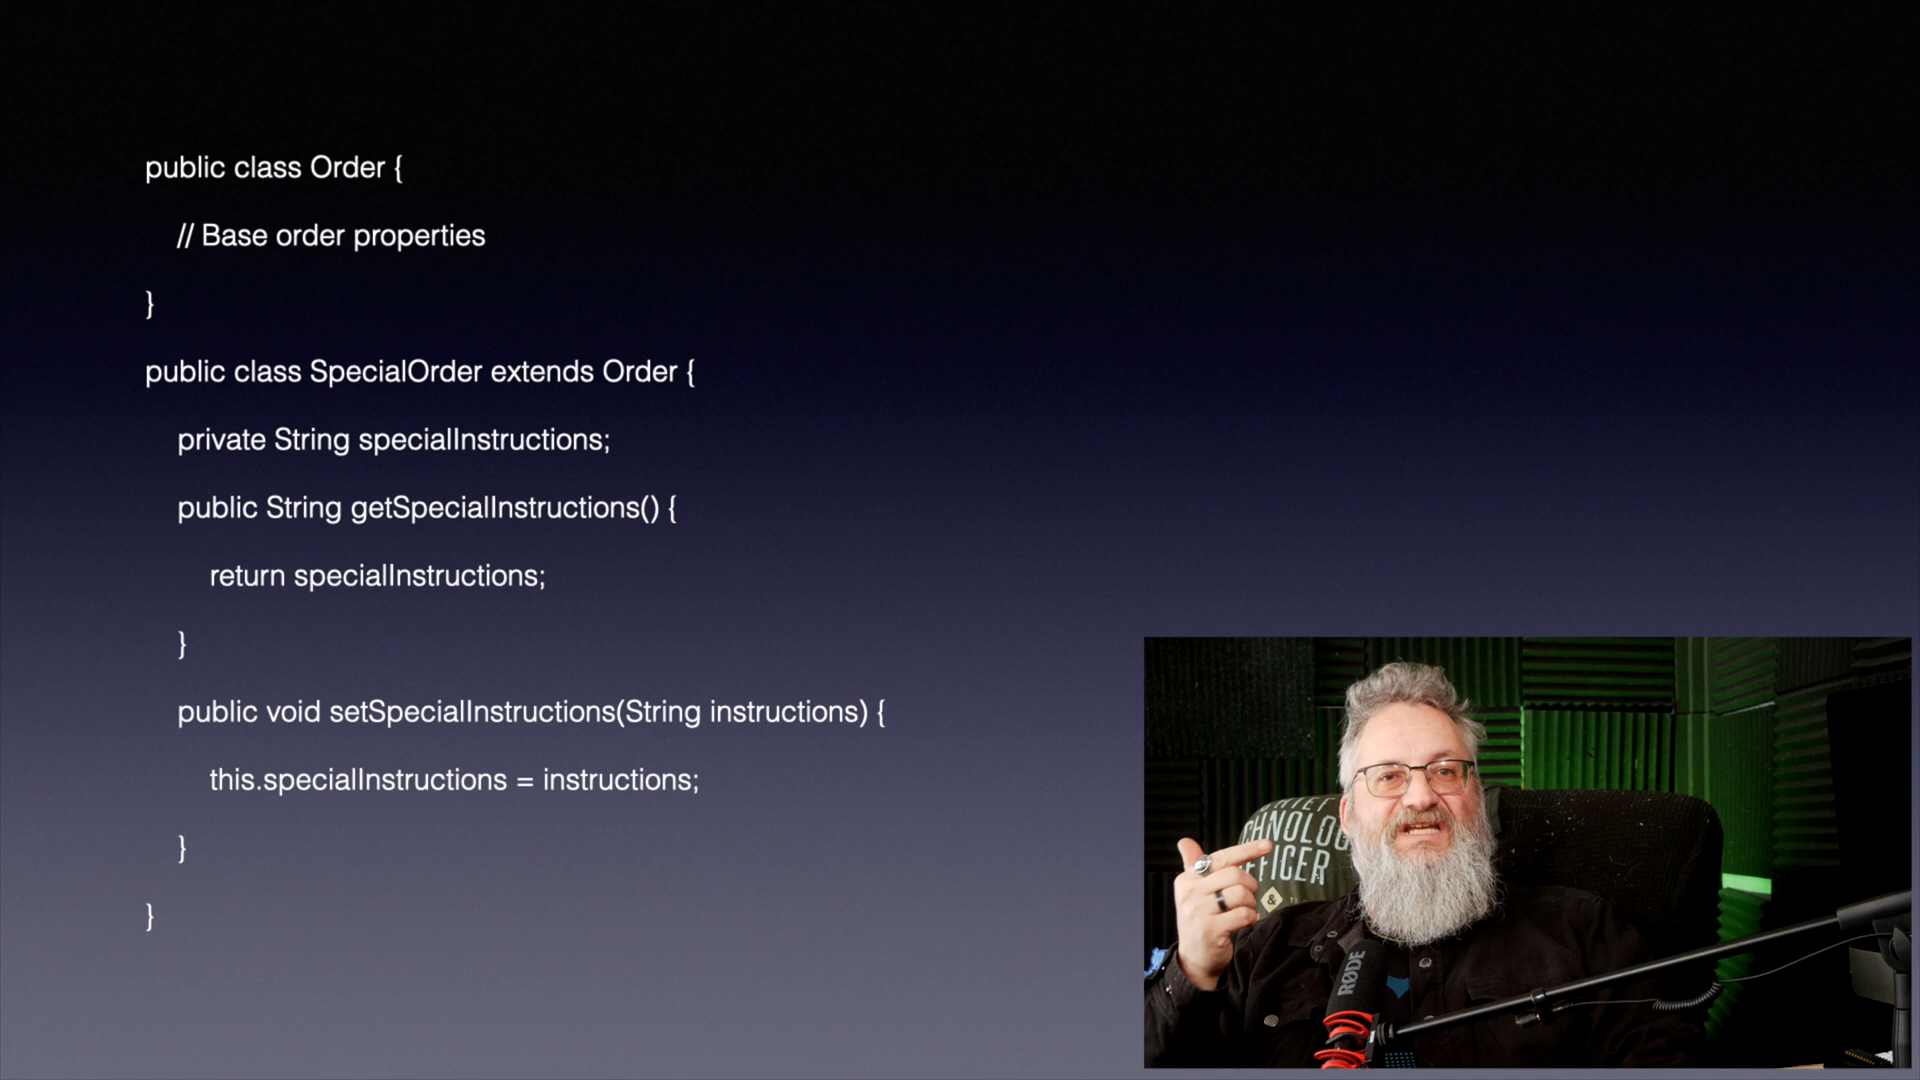 public class Order {
// Base order properties
}
public class SpecialOrder extends Order {
private String specialInstructions;
public String getSpecialInstructions() {
return specialInstructions;
}
public void setSpecialInstructions(String instructions) {
this.specialInstructions = instructions;
}
}
OFFICER
&
RØDE